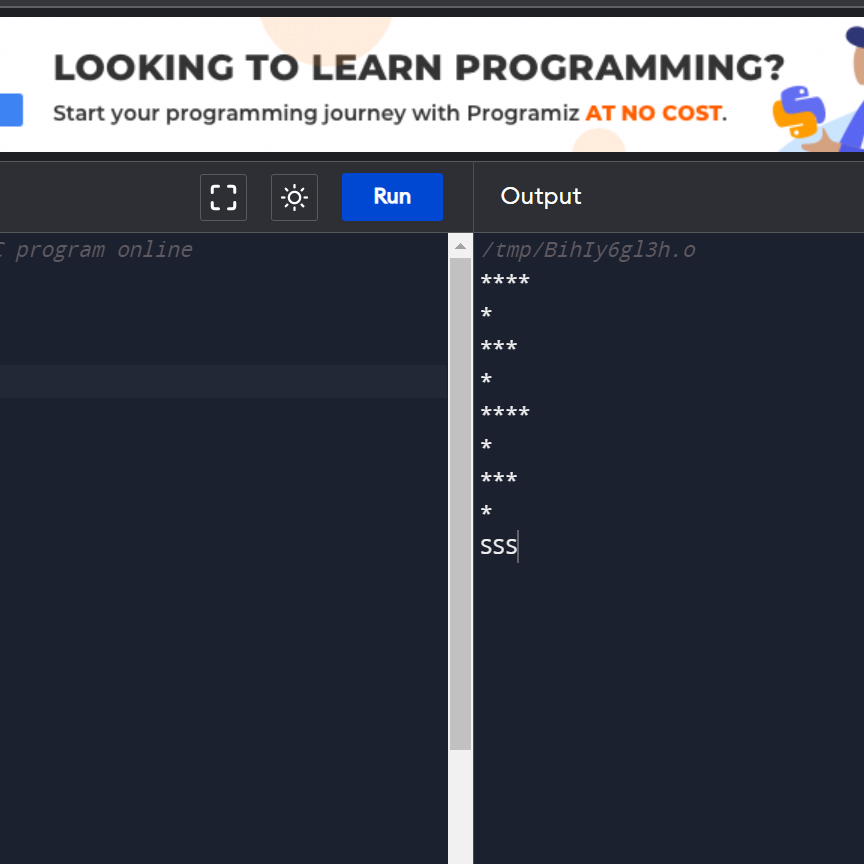 LOOKING TO LEARN PROGRAMMING?
Start your programming journey with Programiz AT NO COST.
Run
Output
C program online
/tmp/BihIy6gl3h.o
****
*
***
*
****
*
***
*
SSS